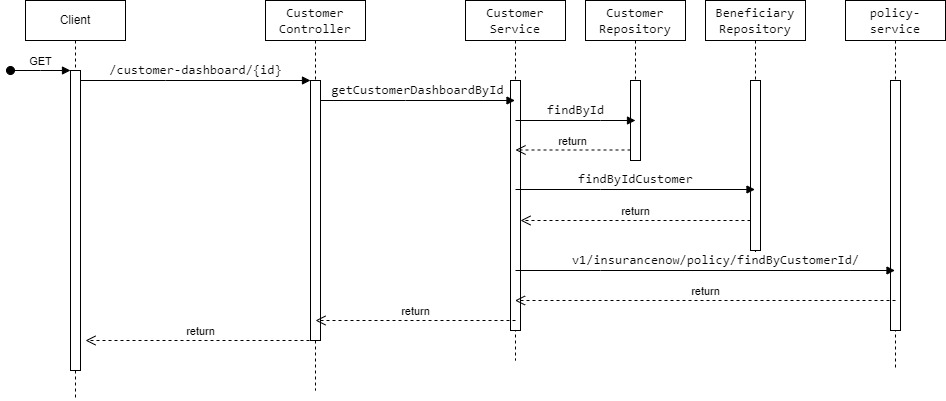 Client
Customer
Controller
Customer
Service
Customer
Repository
Beneficiary
Repository
policy-
service
GET
/customer-dashboard/{id}
getCustomerDashboardById
findById
return
findByIdCustomer
return
v1/insurancenow/policy/findByCustomerId/
return
return
return